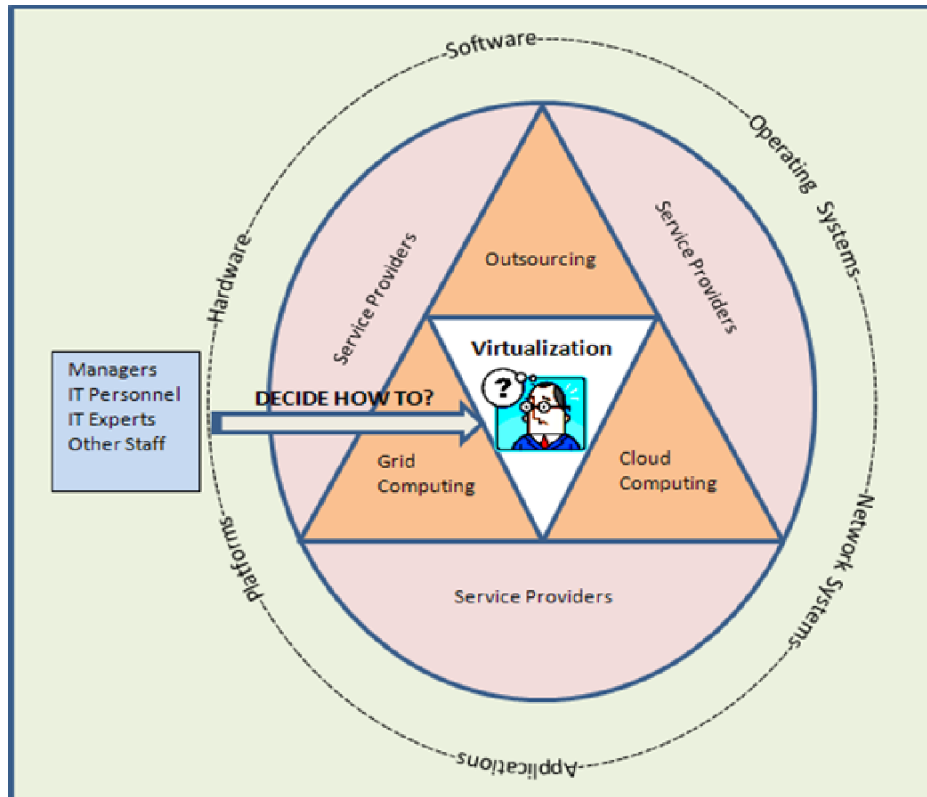 Software
Operating Systems
Hardware
Service Providers
Service Providers
Outsourcing
Virtualization
?
Managers
IT Personnel
IT Experts
Other Staff
DECIDE HOW TO?
Grid
Computing
Cloud
Computing
Platforms
Network Systems
Service Providers
Applications